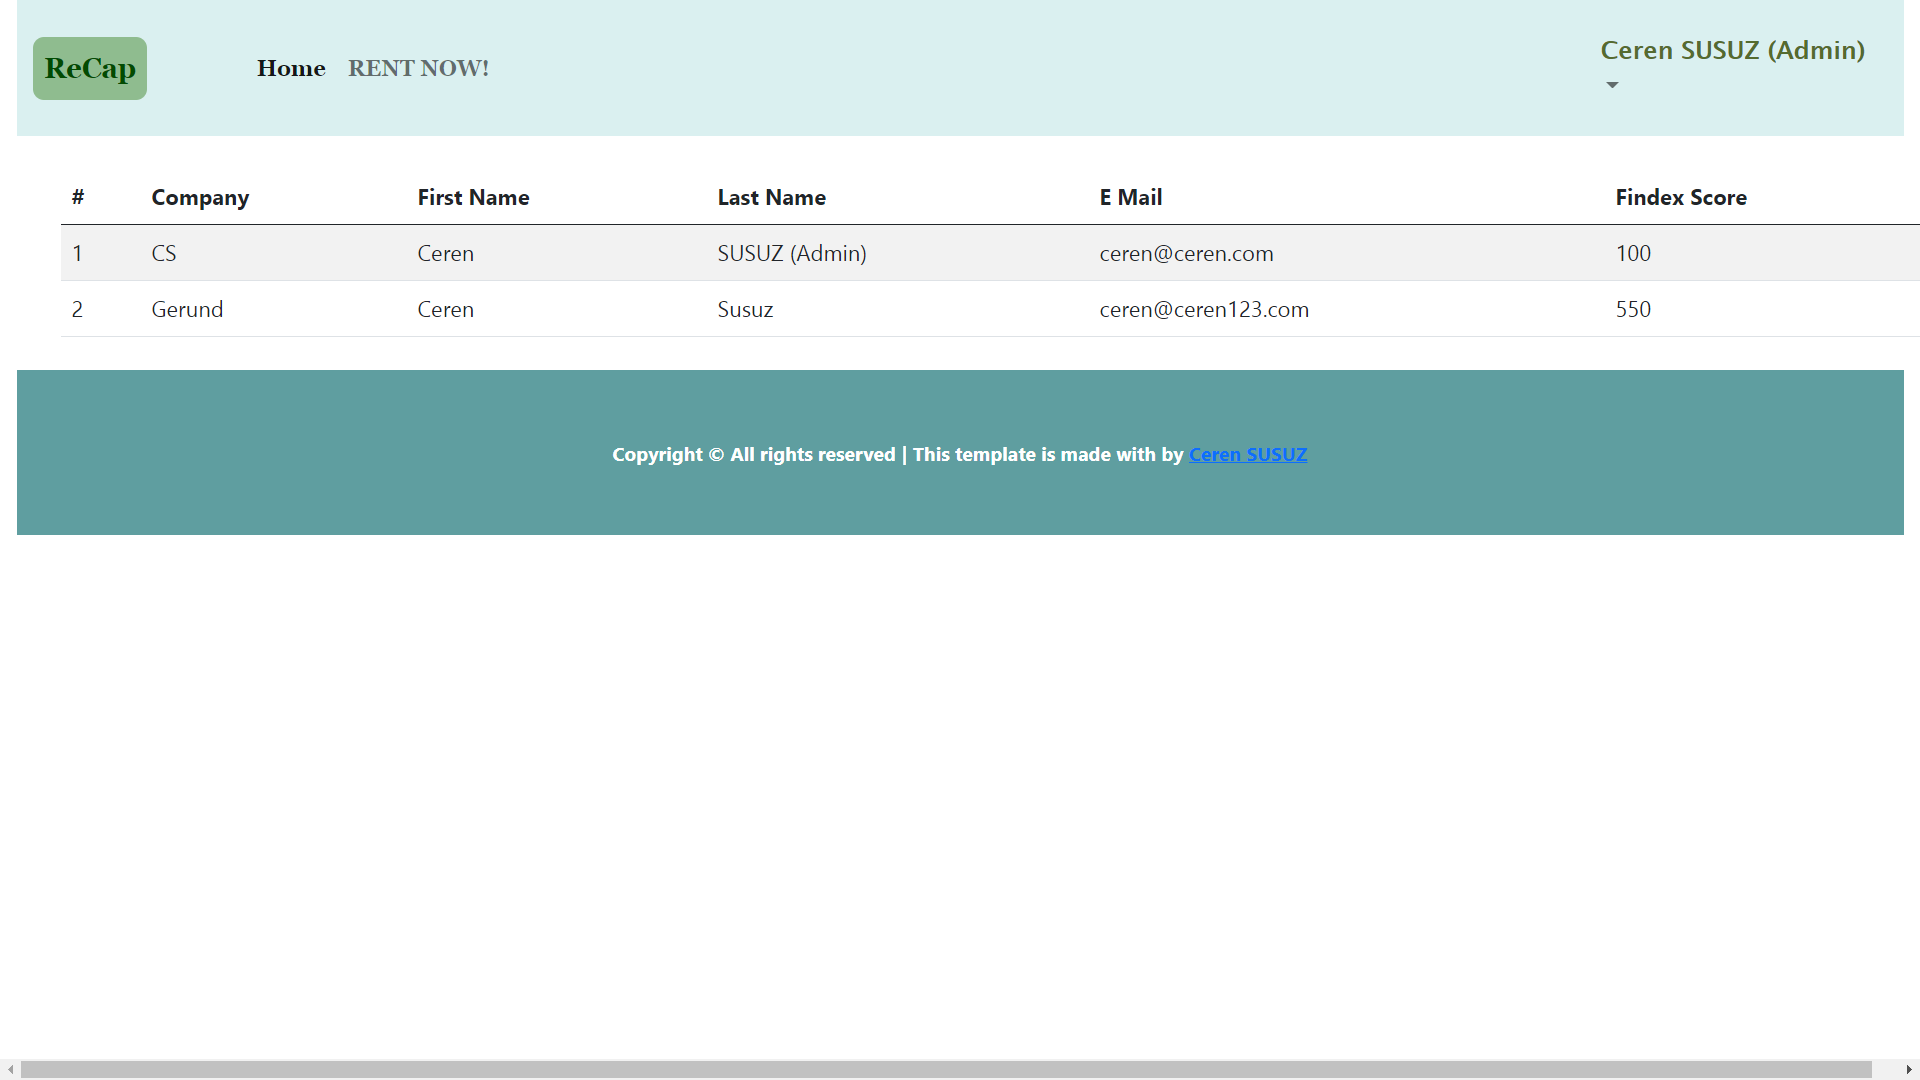 ReCap Home RENT NOW! Ceren SUSUZ (Admin)
# Company First Name Last Name E Mail Findex Score
1 CS Ceren SUSUZ (Admin) ceren@ceren.com 100
2 Gerund Ceren Susuz ceren@ceren123.com 550
Copyright © All rights reserved | This template is made with by Ceren SUSUZ